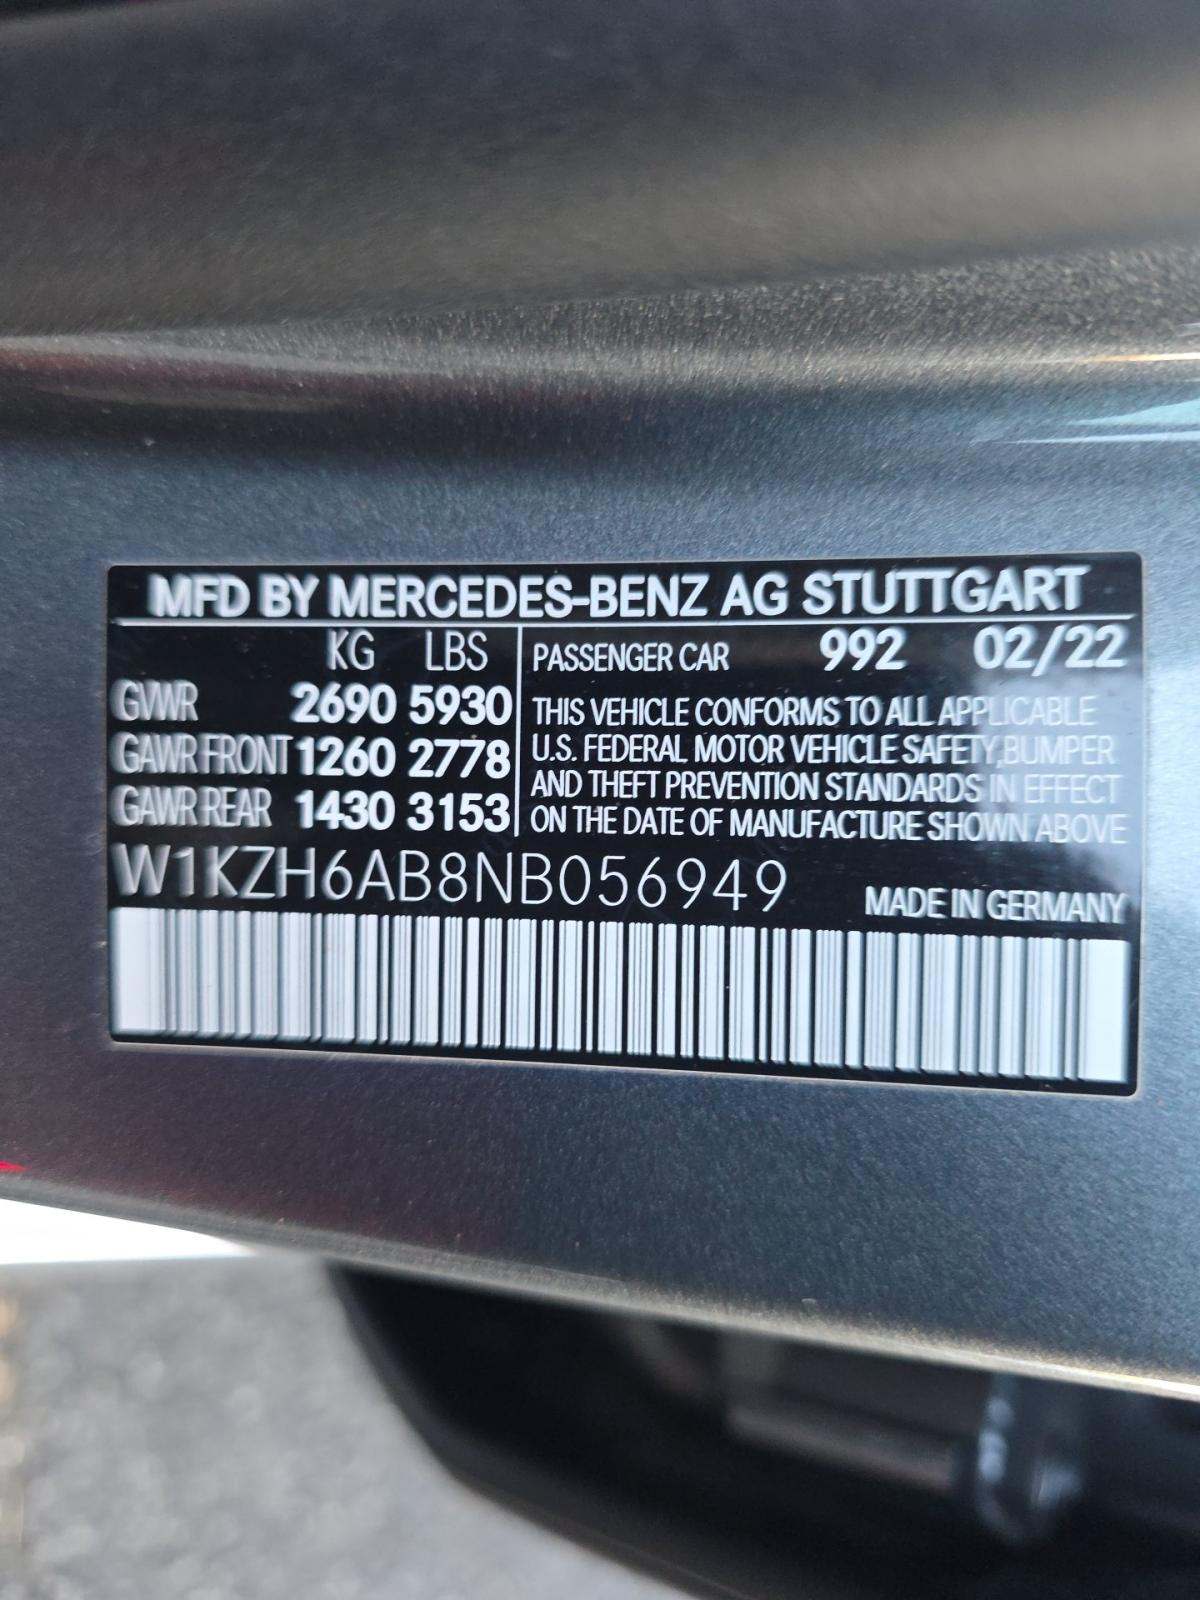 MFD BY MERCEDES-BENZ AG STUTTGART
KG LBS
GVWR 2690 5930
GAWR FRONT 1260 2778
GAWR REAR 1430 3153
PASSENGER CAR 992 02/22
THIS VEHICLE CONFORMS TO ALL APPLICABLE
U.S. FEDERAL MOTOR VEHICLE SAFETY, BUMPER
AND THEFT PREVENTION STANDARDS IN EFFECT
ON THE DATE OF MANUFACTURE SHOWN ABOVE
W1KZH6AB8NB056949
MADE IN GERMANY